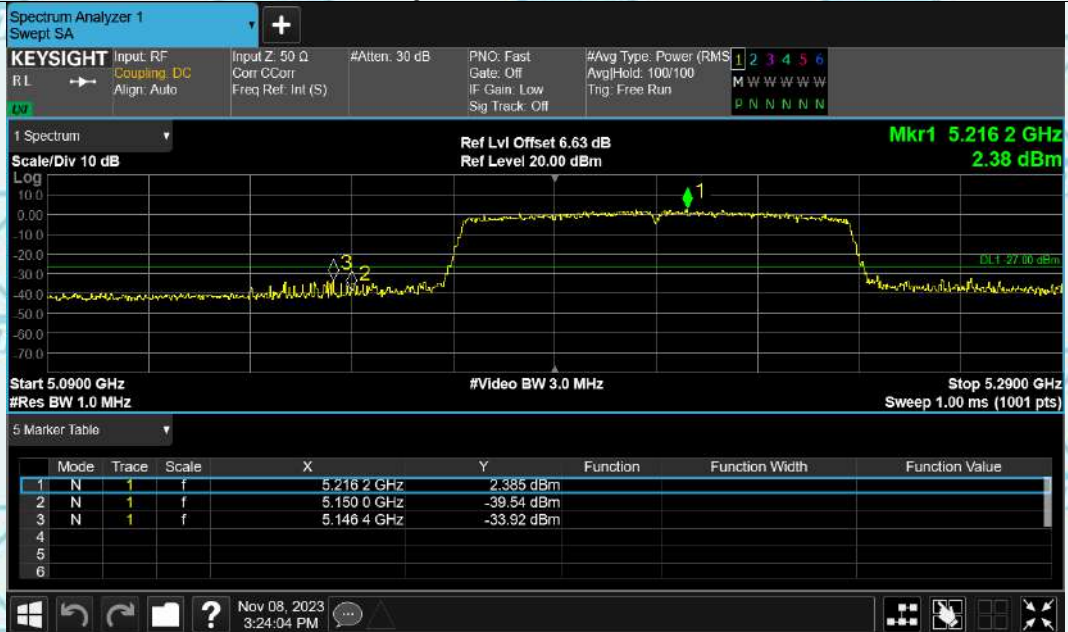 Spectrum Analyzer 1
Swept SA
+
KEYSIGHT
RL
LXI
Input: RF
Coupling: DC
Align: Auto
Input Z: 50 Ω
Corr CCorr
Freq Ref: Int (S)
#Atten: 30 dB
PNO: Fast
Gate: Off
IF Gain: Low
Sig Track: Off
#Avg Type: Power (RMS
Avg|Hold: 100/100
Trig: Free Run
1 2 3 4 5 6
M W W W W W
P N N N N N
1 Spectrum
Scale/Div 10 dB
Ref Lvl Offset 6.63 dB
Ref Level 20.00 dBm
Mkr1 5.216 2 GHz
2.38 dBm
Log
10.0
0.00
-10.0
-20.0
-30.0
-40.0
-50.0
-60.0
-70.0
1
3
2
DL1 -27.00 dBm
Start 5.0900 GHz
#Res BW 1.0 MHz
#Video BW 3.0 MHz
Stop 5.2900 GHz
Sweep 1.00 ms (1001 pts)
5 Marker Table
Mode Trace Scale X Y Function Function Width Function Value
1 N 1 f 5.216 2 GHz 2.385 dBm
2 N 1 f 5.150 0 GHz -39.54 dBm
3 N 1 f 5.146 4 GHz -33.92 dBm
4
5
6
?
Nov 08, 2023
3:24:04 PM